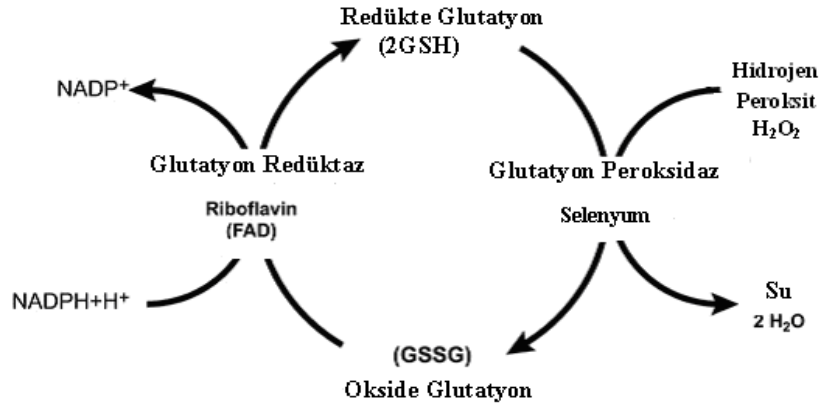 Redükte Glutatyon
(2GSH)
NADP⁺
Hidrojen
Peroksit
H₂O₂
Glutatyon Redüktaz
Glutatyon Peroksidaz
Riboflavin
(FAD)
Selenyum
NADPH+H⁺
Su
2 H₂O
(GSSG)
Okside Glutatyon